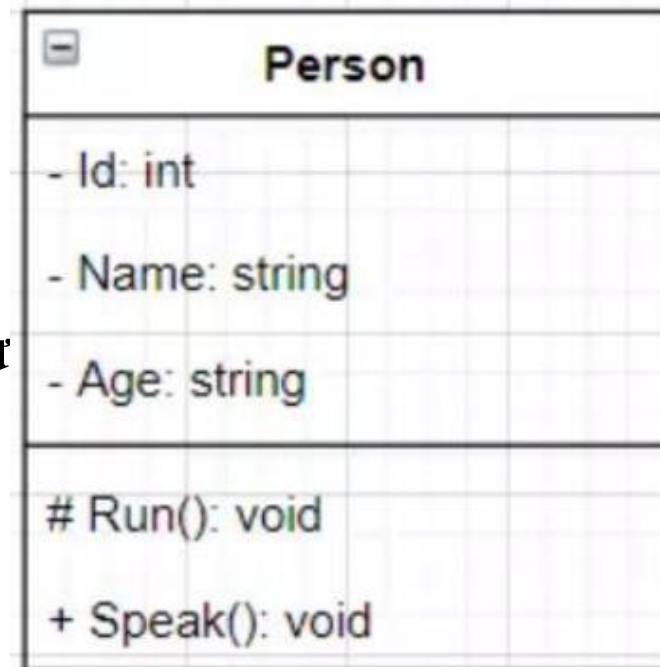 Person
- Id: int
- Name: string
- Age: string
# Run(): void
+ Speak(): void